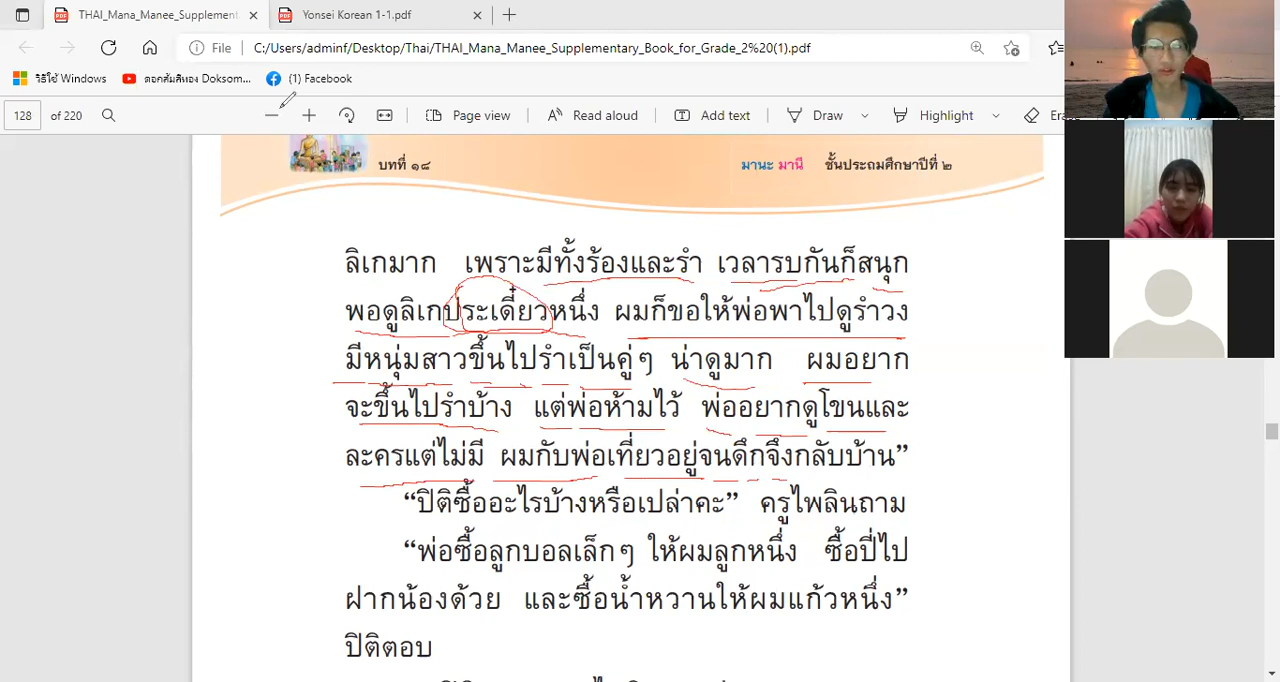 THAI_Mana_Manee_Supplementa
Yonsei Korean 1-1.pdf
File
C:/Users/adminf/Desktop/Thai/THAI_Mana_Manee_Supplementary_Book_for_Grade_2%20(1).pdf
วิธีใช้ Windows
ดอกส้มสีทอง Doksom...
(1) Facebook
128 of 220
Page view
Read aloud
Add text
Draw
Highlight
บทที่ ๑๘
มานะ มานี ชั้นประถมศึกษาปีที่ ๒
ลิเกมาก เพราะมีทั้งร้องและรำ เวลารบกันก็สนุก
พอดูลิเกประเดี๋ยวหนึ่ง ผมก็ขอให้พ่อพาไปดูรำวง
มีหนุ่มสาวขึ้นไปรำเป็นคู่ๆ น่าดูมาก ผมอยาก
จะขึ้นไปรำบ้าง แต่พ่อห้ามไว้ พ่ออยากดูโขนและ
ละครแต่ไม่มี ผมกับพ่อเที่ยวอยู่จนดึกจึงกลับบ้าน”
“ปิติซื้ออะไรบ้างหรือเปล่าคะ” ครูไพลินถาม
“พ่อซื้อลูกบอลเล็กๆ ให้ผมลูกหนึ่ง ซื้อปี่ไป
ฝากน้องด้วย และซื้อน้ำหวานให้ผมแก้วหนึ่ง”
ปิติตอบ